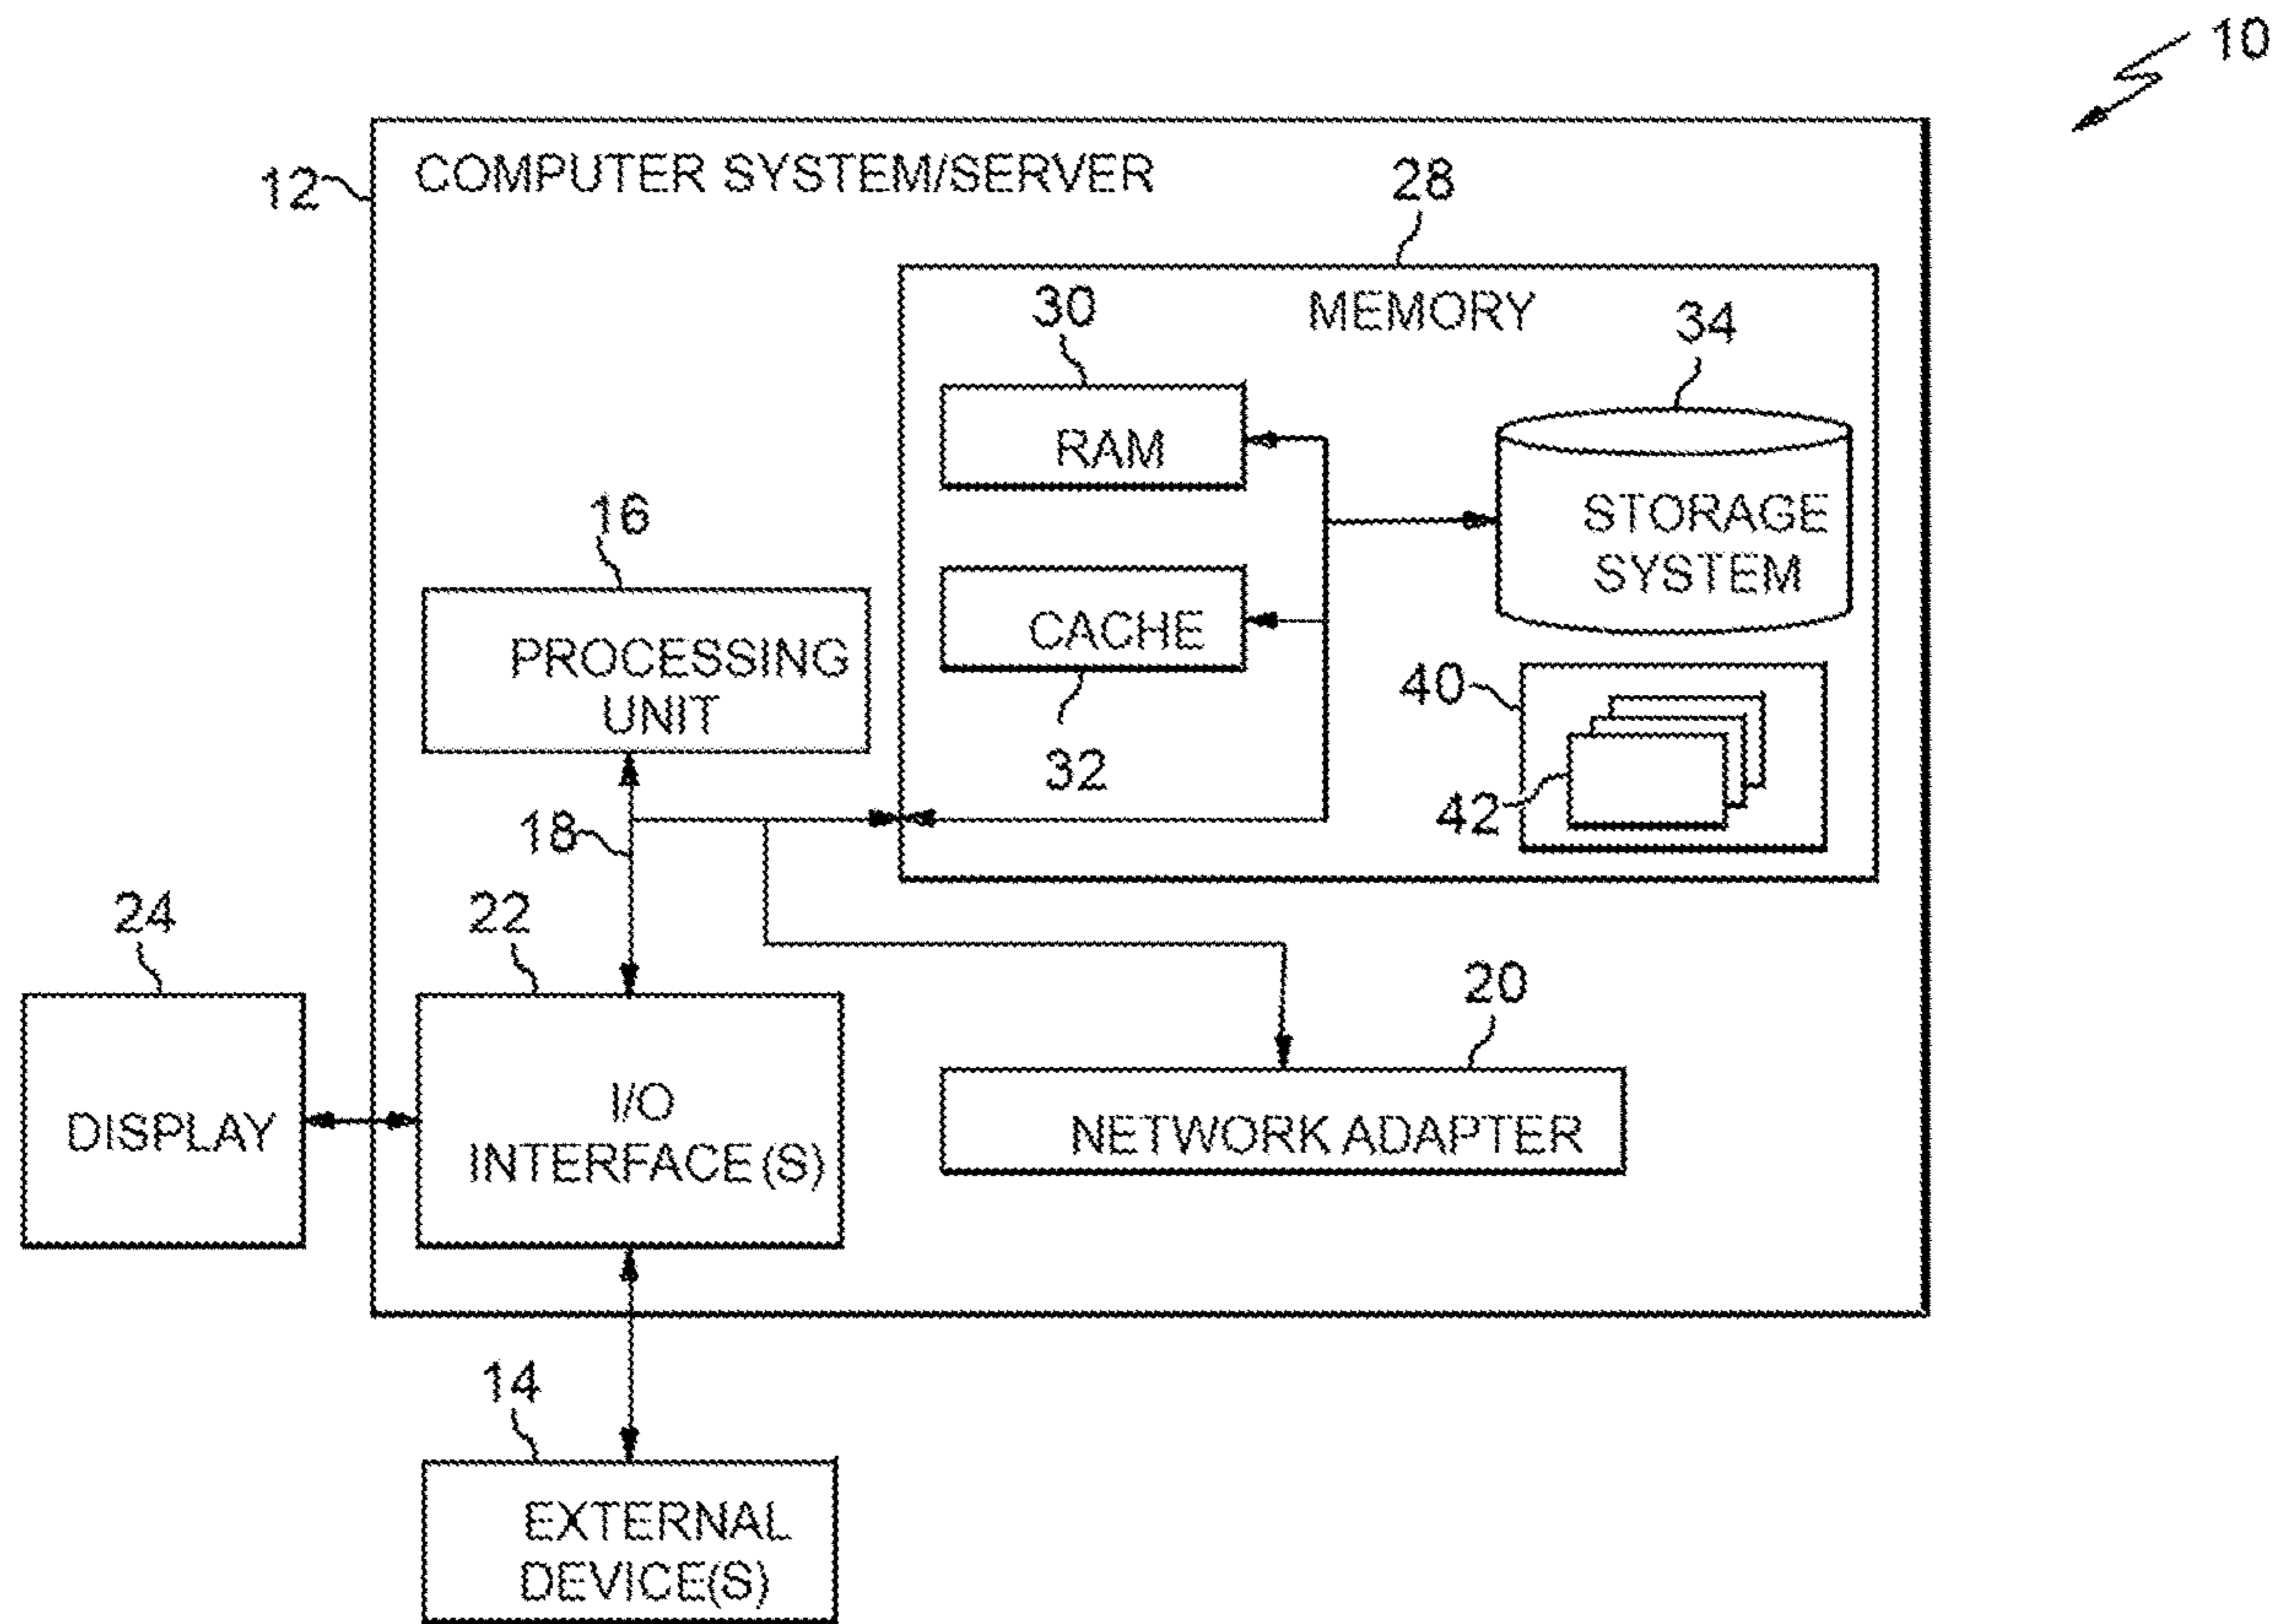 10
12
COMPUTER SYSTEM/SERVER
28
MEMORY
30
34
RAM
STORAGE
SYSTEM
16
CACHE
PROCESSING
UNIT
32
40
42
18
24
22
20
DISPLAY
I/O
INTERFACE(S)
NETWORK ADAPTER
14
EXTERNAL
DEVICE(S)